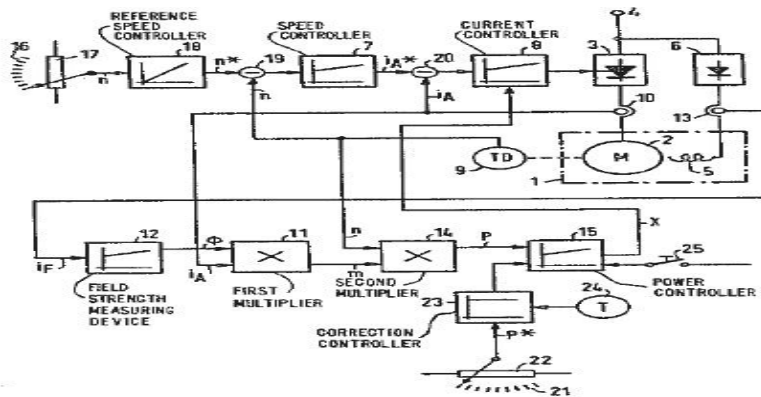 REFERENCE
SPEED
CONTROLLER
SPEED
CONTROLLER
CURRENT
CONTROLLER
4
16
17
18
19
7
20
8
3
6
n
n*
iA*
n
iA
10
13
TD
9
M
2
5
1
12
Φ
11
n
14
P
15
X
25
iF
iA
m
FIELD
STRENGTH
MEASURING
DEVICE
FIRST
MULTIPLIER
SECOND
MULTIPLIER
POWER
CONTROLLER
23
24
T
CORRECTION
CONTROLLER
P*
22
21